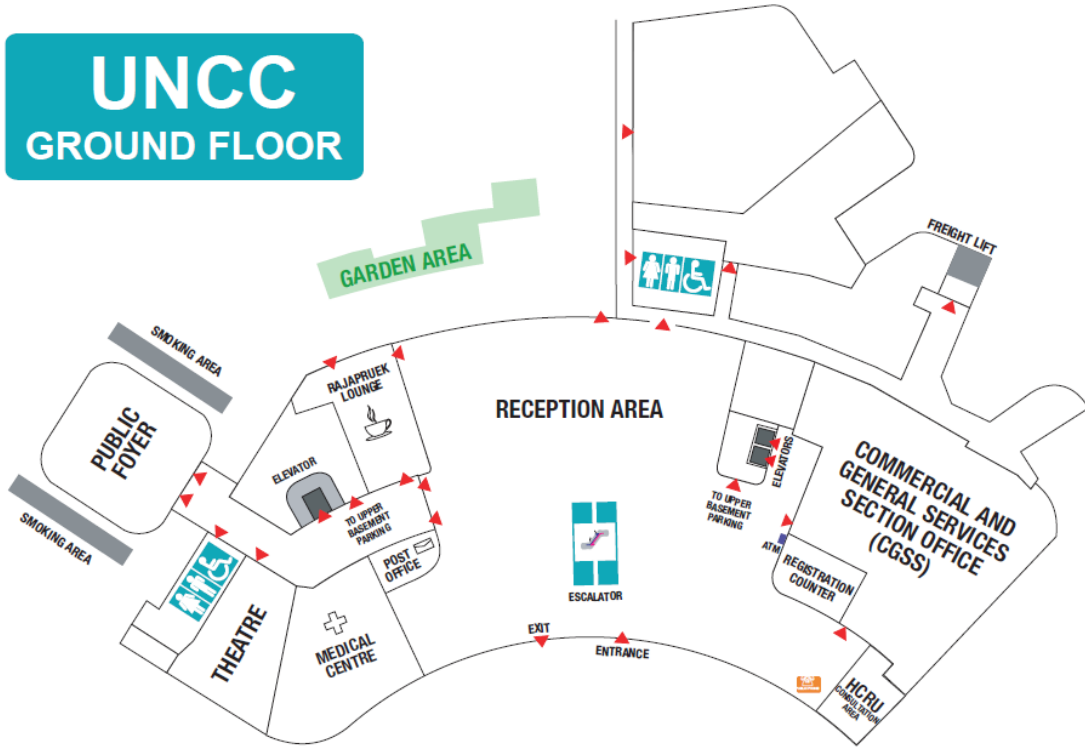 UNCC
GROUND FLOOR
FREIGHT LIFT
GARDEN AREA
SMOKING AREA
RAJAPRUEK
LOUNGE
RECEPTION AREA
PUBLIC
FOYER
ELEVATOR
ELEVATORS
COMMERCIAL AND
GENERAL SERVICES
SECTION OFFICE
(CGSS)
SMOKING AREA
TO UPPER
BASEMENT
PARKING
TO UPPER
BASEMENT
PARKING
ATM
POST
OFFICE
REGISTRATION
COUNTER
ESCALATOR
THEATRE
MEDICAL
CENTRE
EXIT
ENTRANCE
HCRU
CONSULTATION
AREA